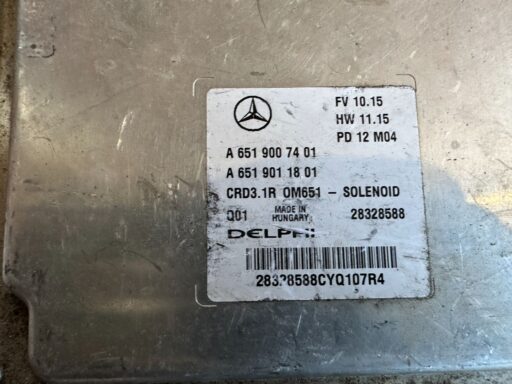 FV 10.15
HW 11.15
PD 12 M04
A 651 900 74 01
A 651 901 18 01
CRD3.1R OM651 - SOLENOID
Q01 MADE IN HUNGARY 28328588
DELPHI
28328588CYQ107R4